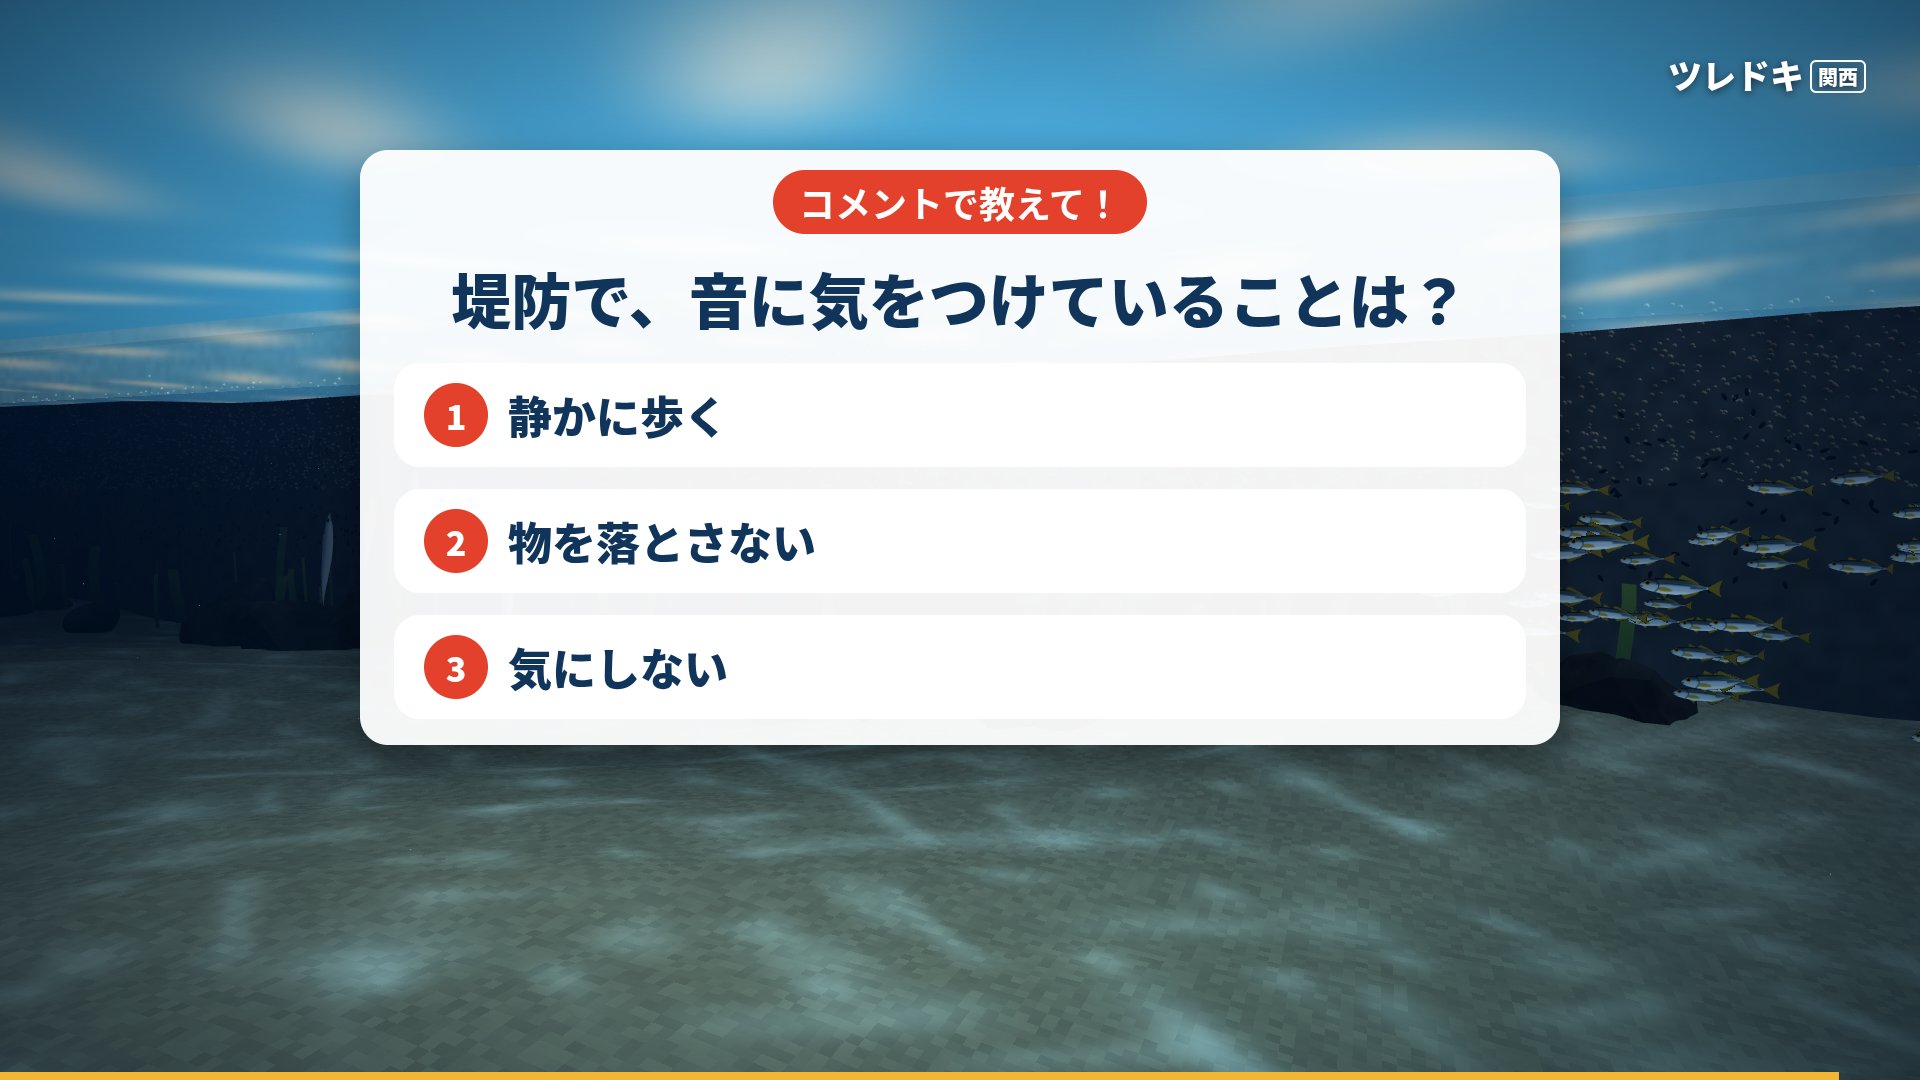 ツレドキ 関西
コメントで教えて！
堤防で、音に気をつけていることは？
1 静かに歩く
2 物を落とさない
3 気にしない